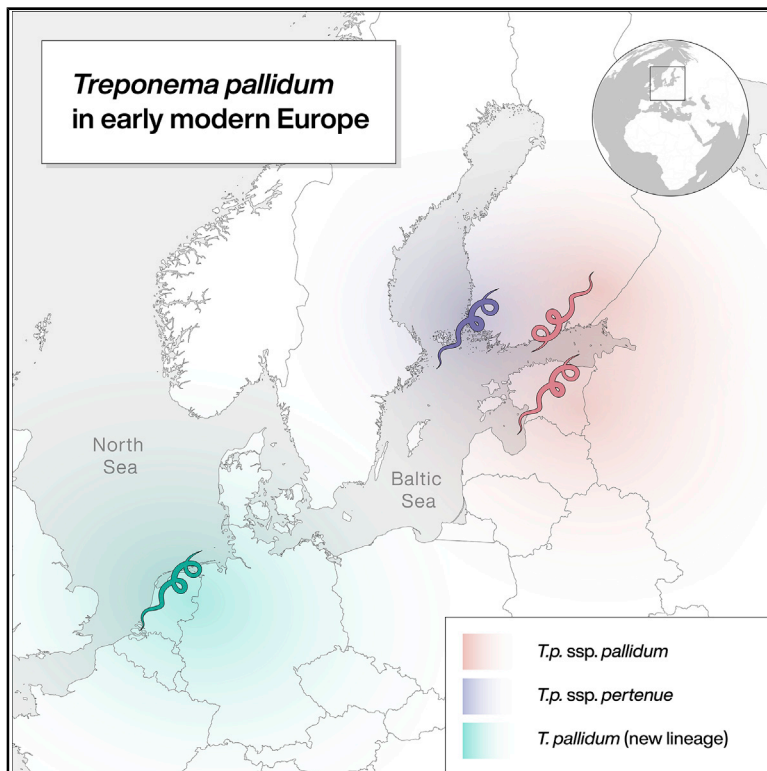 Treponema pallidum
in early modern Europe
North
Sea
Baltic
Sea
T.p. ssp. pallidum
T.p. ssp. pertenue
T. pallidum (new lineage)